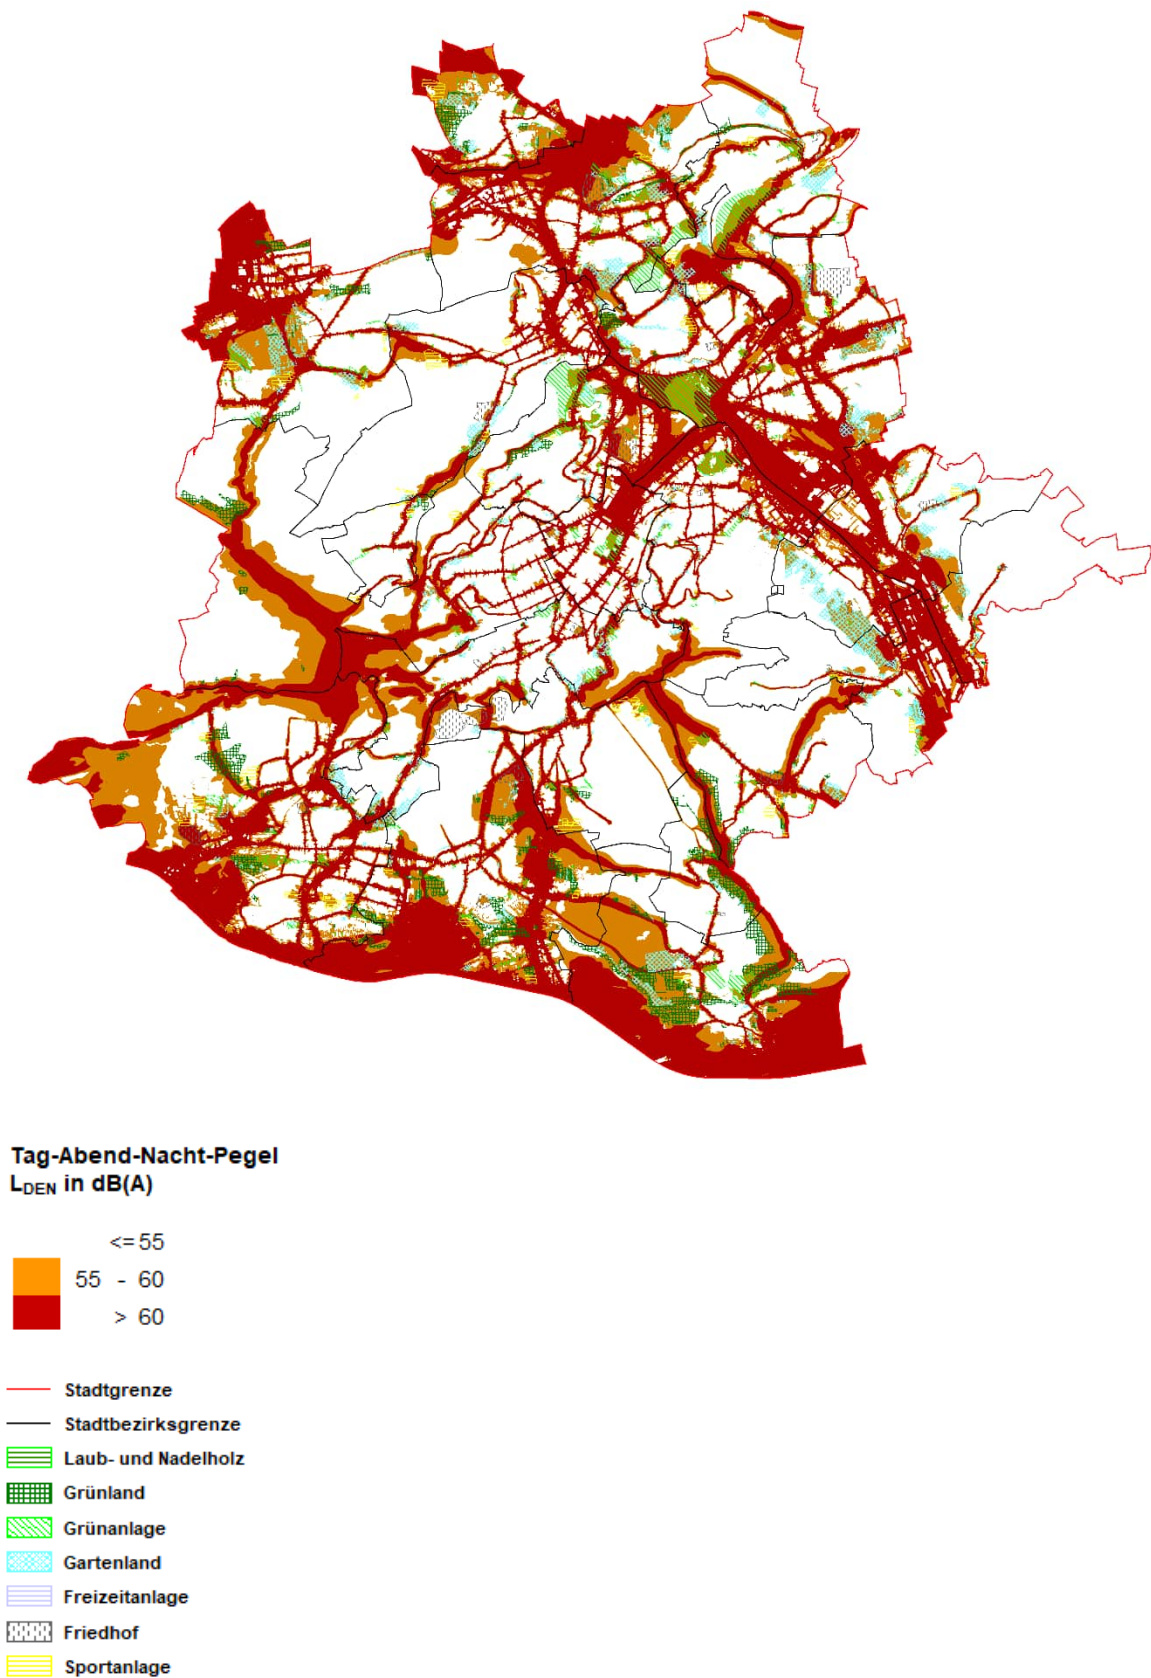 Tag-Abend-Nacht-Pegel
LDEN in dB(A)
<= 55
55 - 60
> 60
Stadtgrenze
Stadtbezirksgrenze
Laub- und Nadelholz
Grünland
Grünanlage
Gartenland
Freizeitanlage
Friedhof
Sportanlage